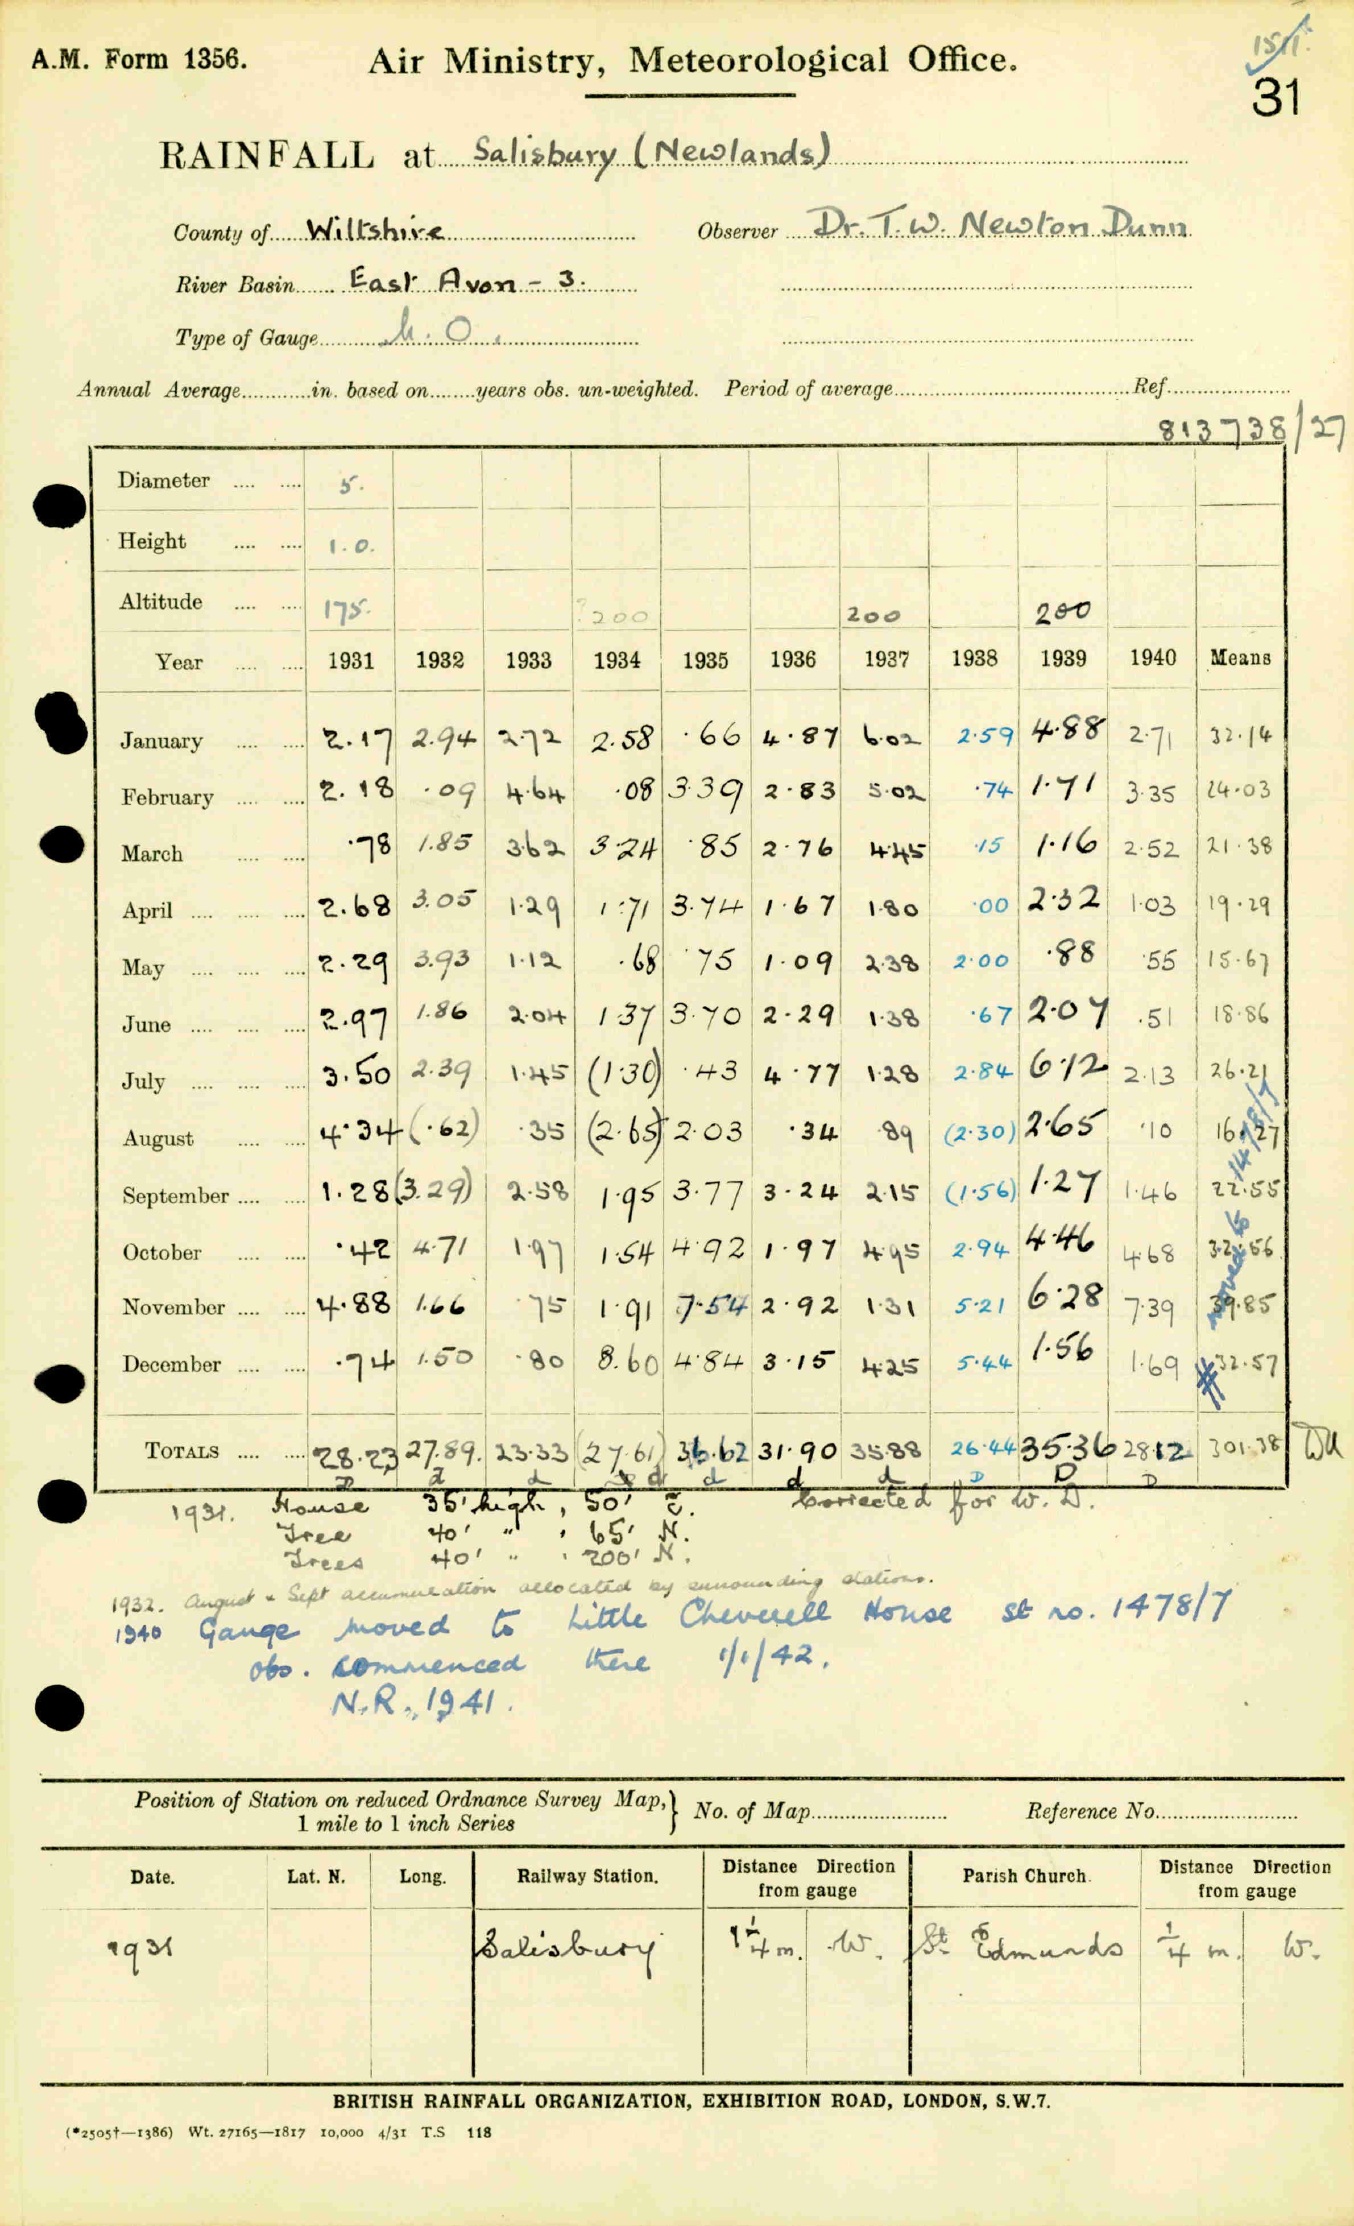 1511.
A.M. Form 1356. Air Ministry, Meteorological Office. 31
RAINFALL at Salisbury (Newlands)
County of Wiltshire Observer Dr. T. W. Newton Dunn
River Basin East Avon - 3.
Type of Gauge M. O.
Annual Average............in. based on........years obs. un-weighted. Period of average............Ref............
813738/27
Diameter .... .... 5.
Height .... .... 1.0.
Altitude .... .... 175. ?200 200 200
Year .... .... 1931 1932 1933 1934 1935 1936 1937 1938 1939 1940 Means
January .... .... 2.17 2.94 2.72 2.58 .66 4.87 6.02 2.59 4.88 2.71 32.14
February .... .... 2.18 .09 4.64 .08 3.39 2.83 5.02 .74 1.71 3.35 24.03
March .... .... .78 1.85 3.62 3.24 .85 2.76 4.45 .15 1.16 2.52 21.38
April .... .... .... 2.68 3.05 1.29 1.71 3.74 1.67 1.80 .00 2.32 1.03 19.29
May .... .... .... 2.29 3.93 1.12 .68 .75 1.09 2.38 2.00 .88 .55 15.67
June .... .... .... 2.97 1.86 2.04 1.37 3.70 2.29 1.38 .67 2.07 .51 18.86
July .... .... .... 3.50 2.39 1.45 (1.30) .43 4.77 1.28 2.84 6.12 2.13 26.21
August .... .... 4.34 (.62) .35 (2.65) 2.03 .34 .89 (2.30) 2.65 .10 16.27
September .... .... 1.28 (3.29) 2.58 1.95 3.77 3.24 2.15 (1.56) 1.27 1.46 22.55
October .... .... .42 4.71 1.97 1.54 4.92 1.97 4.95 2.94 4.46 4.68 32.56
November .... .... 4.88 1.66 .75 1.91 7.54 2.92 1.31 5.21 6.28 7.39 39.85
December .... .... .74 1.50 .80 8.60 4.84 3.15 4.25 5.44 1.56 1.69 32.57
moved to 1478/7
TOTALS .... .... 28.23 27.89. 23.33 (27.61) 36.62 31.90 35.88 26.44 35.36 28.12 301.38
D d d d d d d D D D
1931. House 35' high, 50' E. Corrected for W. D.
Tree 40' " , 65' N.
Trees 40' " , 200' N.
1932. August & Sept accumulation allocated by surrounding stations.
1940 Gauge moved to Little Cheverell House st no. 1478/7
obs. commenced there 1/1/42.
N.R., 1941.
Position of Station on reduced Ordnance Survey Map, } No. of Map............ Reference No............
1 mile to 1 inch Series
Date. Lat. N. Long. Railway Station. Distance Direction from gauge Parish Church. Distance Direction from gauge
1931 Salisbury 1 1/4 m. W. St Edmunds 1/4 m. W.
BRITISH RAINFALL ORGANIZATION, EXHIBITION ROAD, LONDON, S.W.7.
(*2505†—1386) Wt. 27165—1817 10,000 4/31 T.S 118